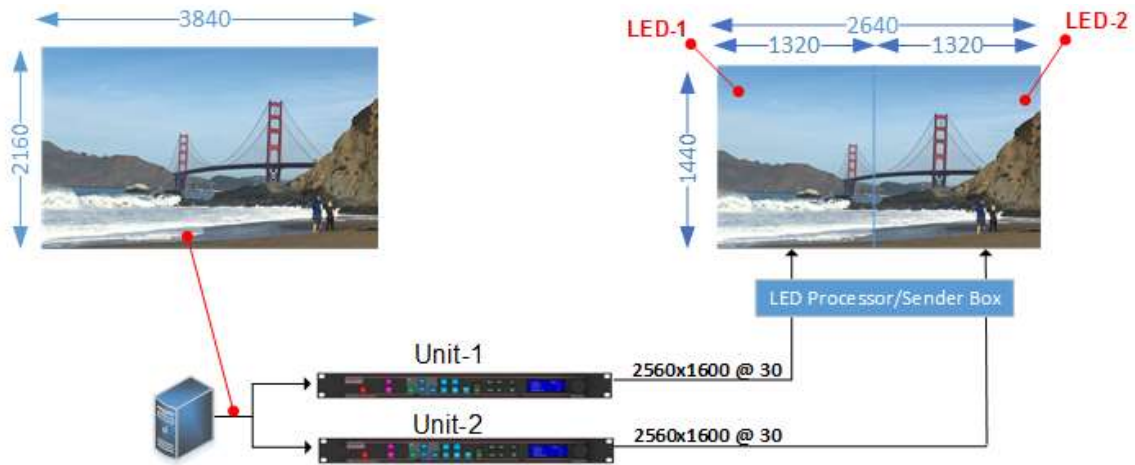 3840
2160
LED-1
LED-2
2640
1320
1320
1440
LED Processor/Sender Box
Unit-1
2560x1600 @ 30
Unit-2
2560x1600 @ 30